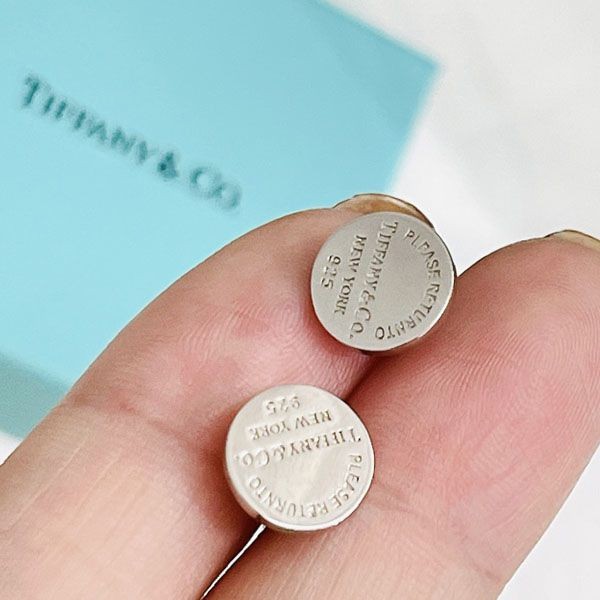 TIFFANY & CO
PLEASE RETURN TO
TIFFANY & CO.
NEW YORK
925
PLEASE RETURN TO
TIFFANY & CO.
NEW YORK
925